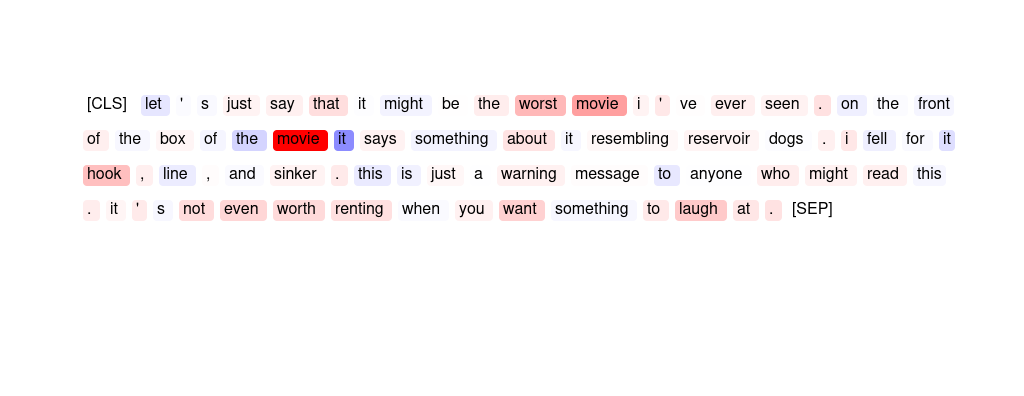 [CLS] let ' s just say that it might be the worst movie i ' ve ever seen . on the front
of the box of the movie it says something about it resembling reservoir dogs . i fell for it
hook , line , and sinker . this is just a warning message to anyone who might read this
. it ' s not even worth renting when you want something to laugh at . [SEP]